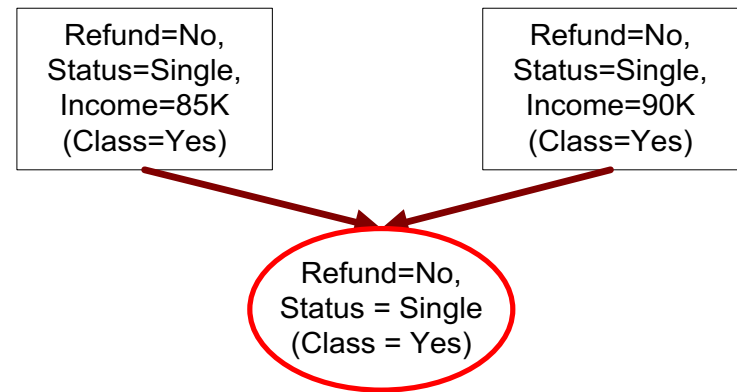 Refund=No,
Status=Single,
Income=85K
(Class=Yes)
Refund=No,
Status=Single,
Income=90K
(Class=Yes)
Refund=No,
Status = Single
(Class = Yes)